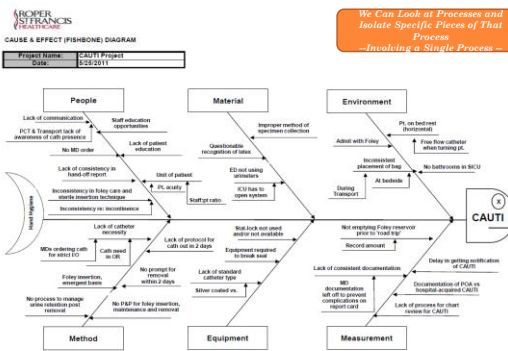 ROPER
ST FRANCIS
HEALTHCARE
We Can Look at Processes and
Isolate Specific Pieces of That
Process
--Involving a Single Process –
CAUSE & EFFECT (FISHBONE) DIAGRAM
Project Name: CAUTI Project
Date: 5/25/2011
People
Material
Environment
Lack of communication
Staff education
opportunities
PCT & Transport lack of
awareness of cath presence
No MD order
Lack of patient
education
Lack of consistency in
hand-off report
Unit of patient
Pt. acuity
Staff:pt ratio
Inconsistency in foley care and
sterile insertion technique
Inconsistency re: incontinence
Improper method of
specimen collection
Questionable
recognition of latex
ED not using
urimeters
ICU has to
open system
Pt. on bed rest
(horizontal)
Admit with Foley
Free flow catheter
when turning pt.
Inconsistent
placement of bag
No bathrooms in SICU
During
Transport
At bedside
Hand Hygiene
X
CAUTI
Lack of catheter
necessity
MDs ordering cath
for strict I/O
Cath need
in OR
Lack of protocol for
cath out in 2 days
Foley insertion,
emergent basis
No prompt for
removal
within 2 days
No process to manage
urine retention post
removal
No P&P for foley insertion,
maintenance and removal
Stat-lock not used
and/or not available
Equipment required
to break seal
Lack of standard
catheter type
Silver coated vs.
Not emptying Foley reservoir
prior to 'road trip'
Record amount
Delay in getting notification
of CAUTI
Lack of consistent documentation
MD
documentation
left off to prevent
complications on
report card
Documentation of POA vs
hospital-acquired CAUTI
Lack of process for chart
review for CAUTI
Method
Equipment
Measurement